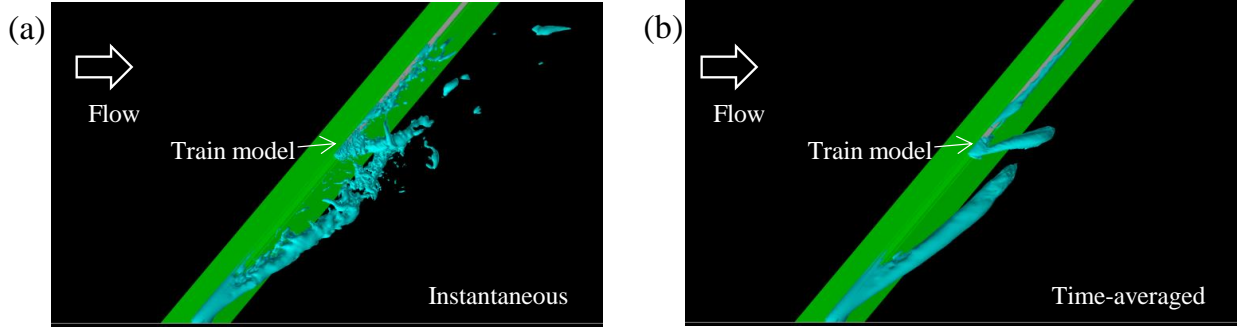 (a)
Flow
Train model
Instantaneous
(b)
Flow
Train model
Time-averaged